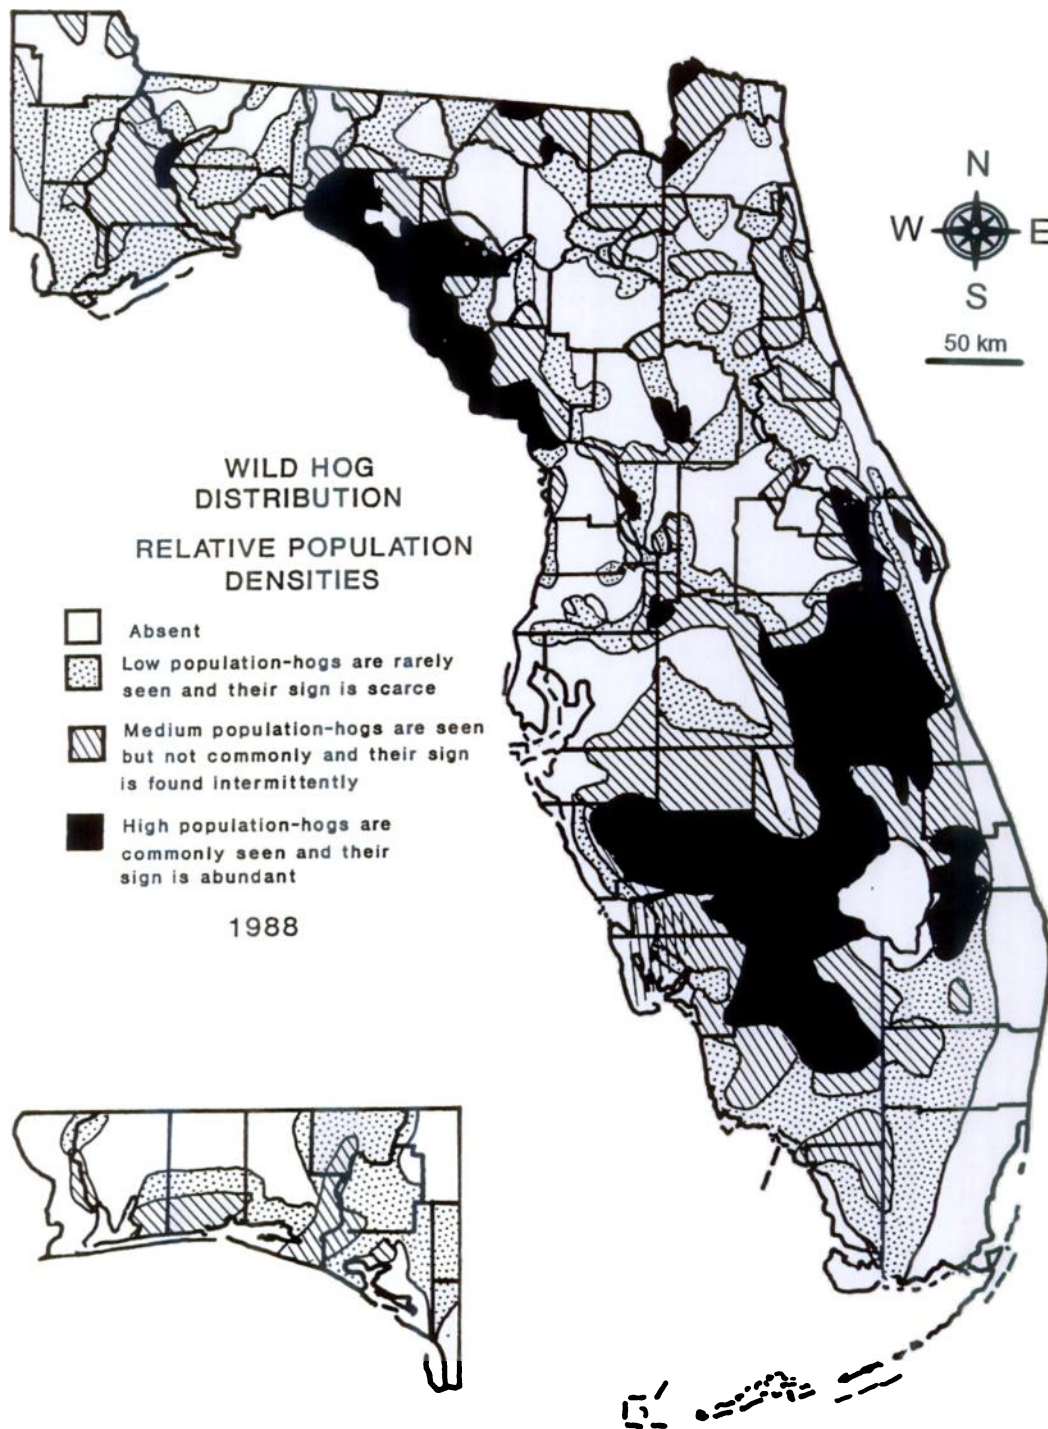 N
W E
S
50 km
WILD HOG
DISTRIBUTION
RELATIVE POPULATION
DENSITIES
Absent
Low population-hogs are rarely
seen and their sign is scarce
Medium population-hogs are seen
but not commonly and their sign
is found intermittently
High population-hogs are
commonly seen and their
sign is abundant
1988